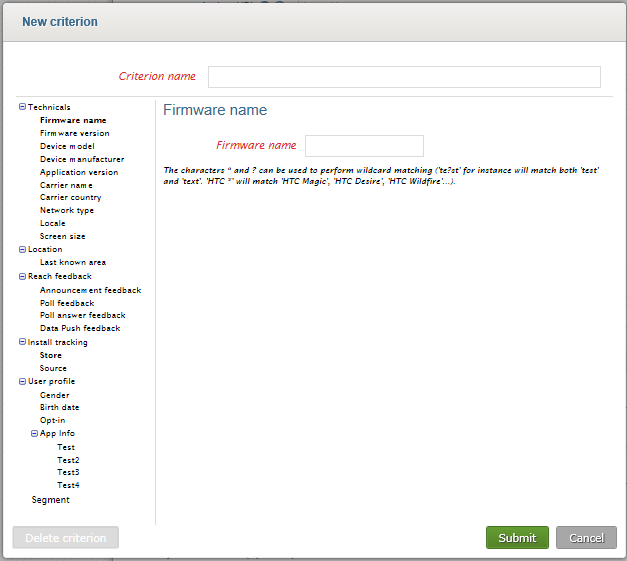 New criterion
Criterion name
Technicals
Firmware name
Firmware version
Device model
Device manufacturer
Application version
Carrier name
Carrier country
Network type
Locale
Screen size
Location
Last known area
Reach feedback
Announcement feedback
Poll feedback
Poll answer feedback
Data Push feedback
Install tracking
Store
Source
User profile
Gender
Birth date
Opt-in
App Info
Test
Test2
Test3
Test4
Segment
Firmware name
Firmware name
The characters * and ? can be used to perform wildcard matching ('te?st' for instance will match both 'test'
and 'text'. 'HTC *' will match 'HTC Magic', 'HTC Desire', 'HTC Wildfire'...).
Delete criterion
Submit
Cancel